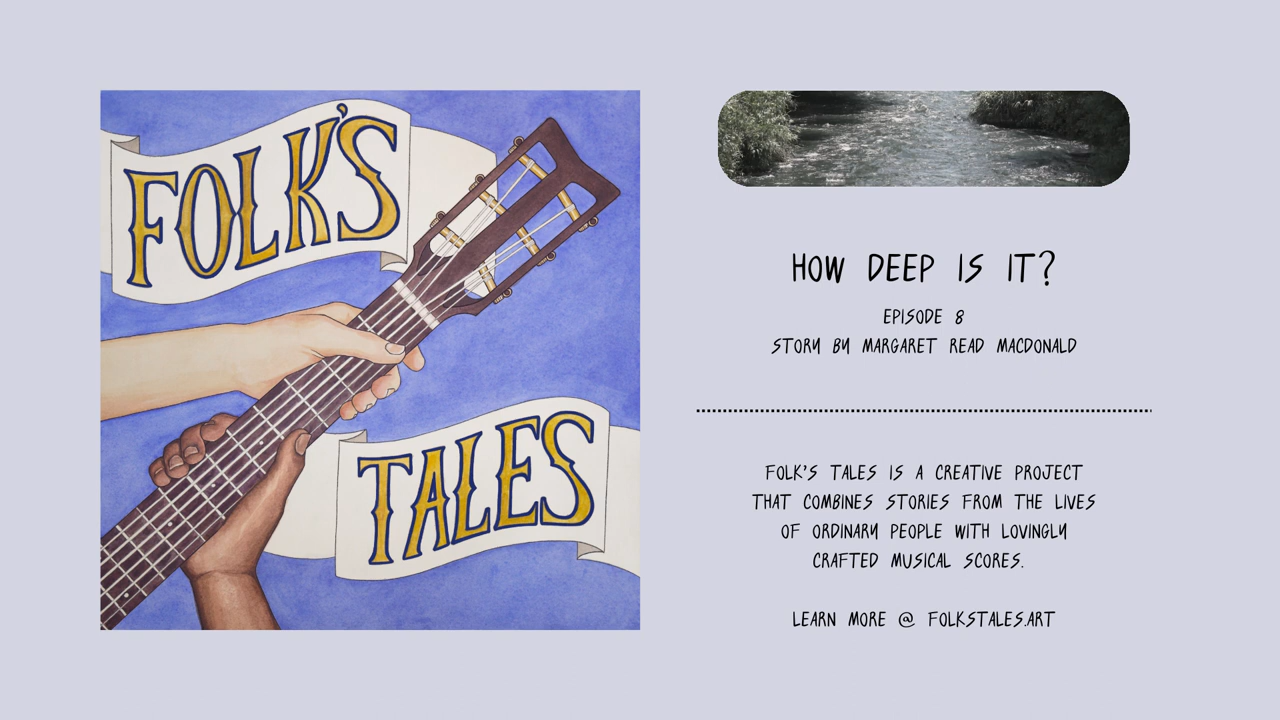 FOLK'S
TALES
HOW DEEP IS IT?
EPISODE 8
STORY BY MARGARET READ MACDONALD
FOLK'S TALES IS A CREATIVE PROJECT
THAT COMBINES STORIES FROM THE LIVES
OF ORDINARY PEOPLE WITH LOVINGLY
CRAFTED MUSICAL SCORES.
LEARN MORE @ FOLKSTALES.ART